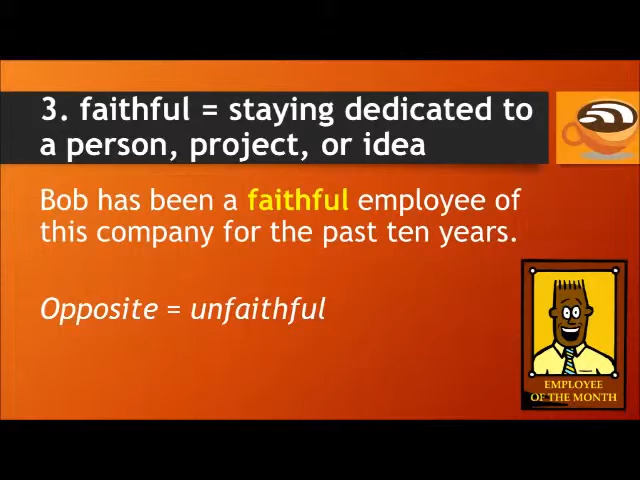 3. faithful = staying dedicated to
a person, project, or idea
Bob has been a faithful employee of
this company for the past ten years.
Opposite = unfaithful
EMPLOYEE
OF THE MONTH